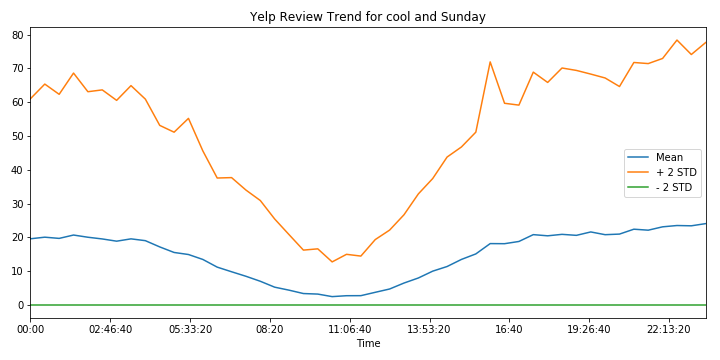 Yelp Review Trend for cool and Sunday
80
70
60
50
40
30
20
10
0
Mean
+ 2 STD
- 2 STD
00:00 02:46:40 05:33:20 08:20 11:06:40 13:53:20 16:40 19:26:40 22:13:20
Time